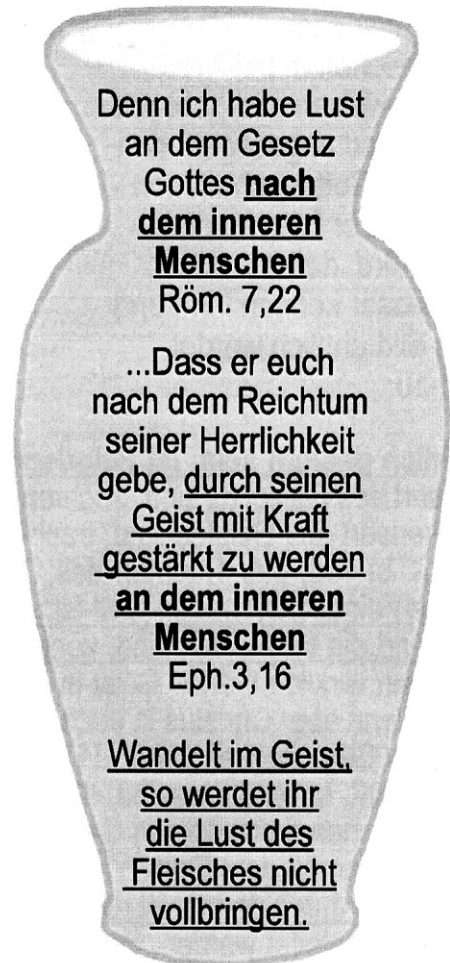 Denn ich habe Lust
an dem Gesetz
Gottes nach
dem inneren
Menschen
Röm. 7,22
...Dass er euch
nach dem Reichtum
seiner Herrlichkeit
gebe, durch seinen
Geist mit Kraft
gestärkt zu werden
an dem inneren
Menschen
Eph.3,16
Wandelt im Geist,
so werdet ihr
die Lust des
Fleisches nicht
vollbringen.